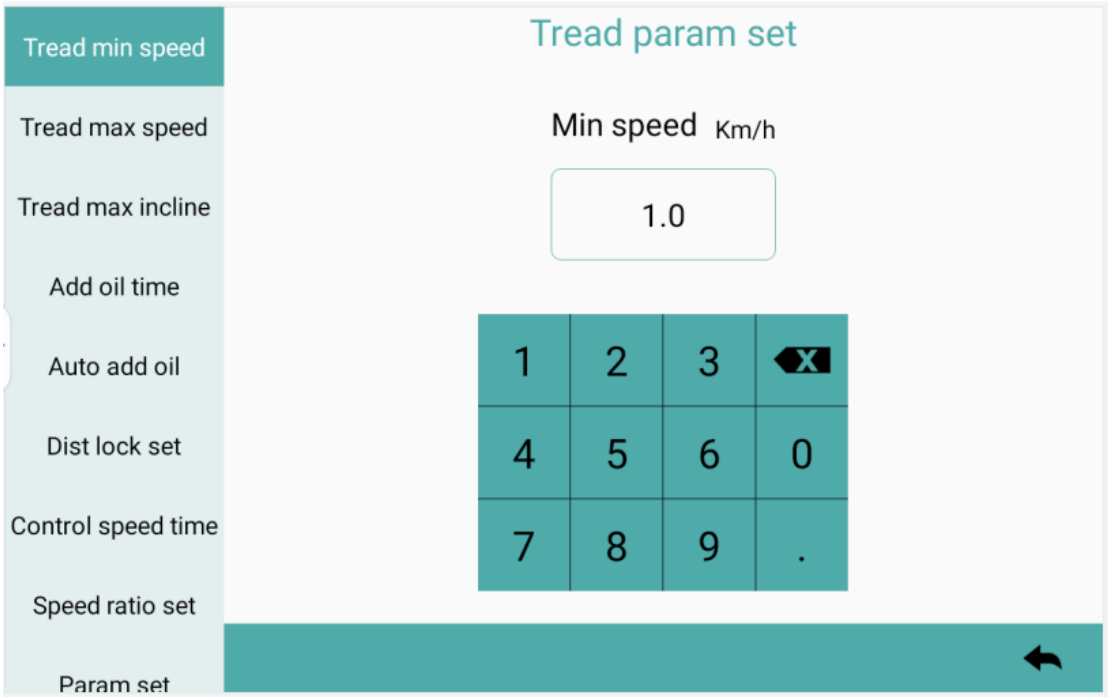 Tread min speed
Tread max speed
Tread max incline
Add oil time
Auto add oil
Dist lock set
Control speed time
Speed ratio set
Param set
Tread param set
Min speed Km/h
1.0
1 2 3 X
4 5 6 0
7 8 9 .